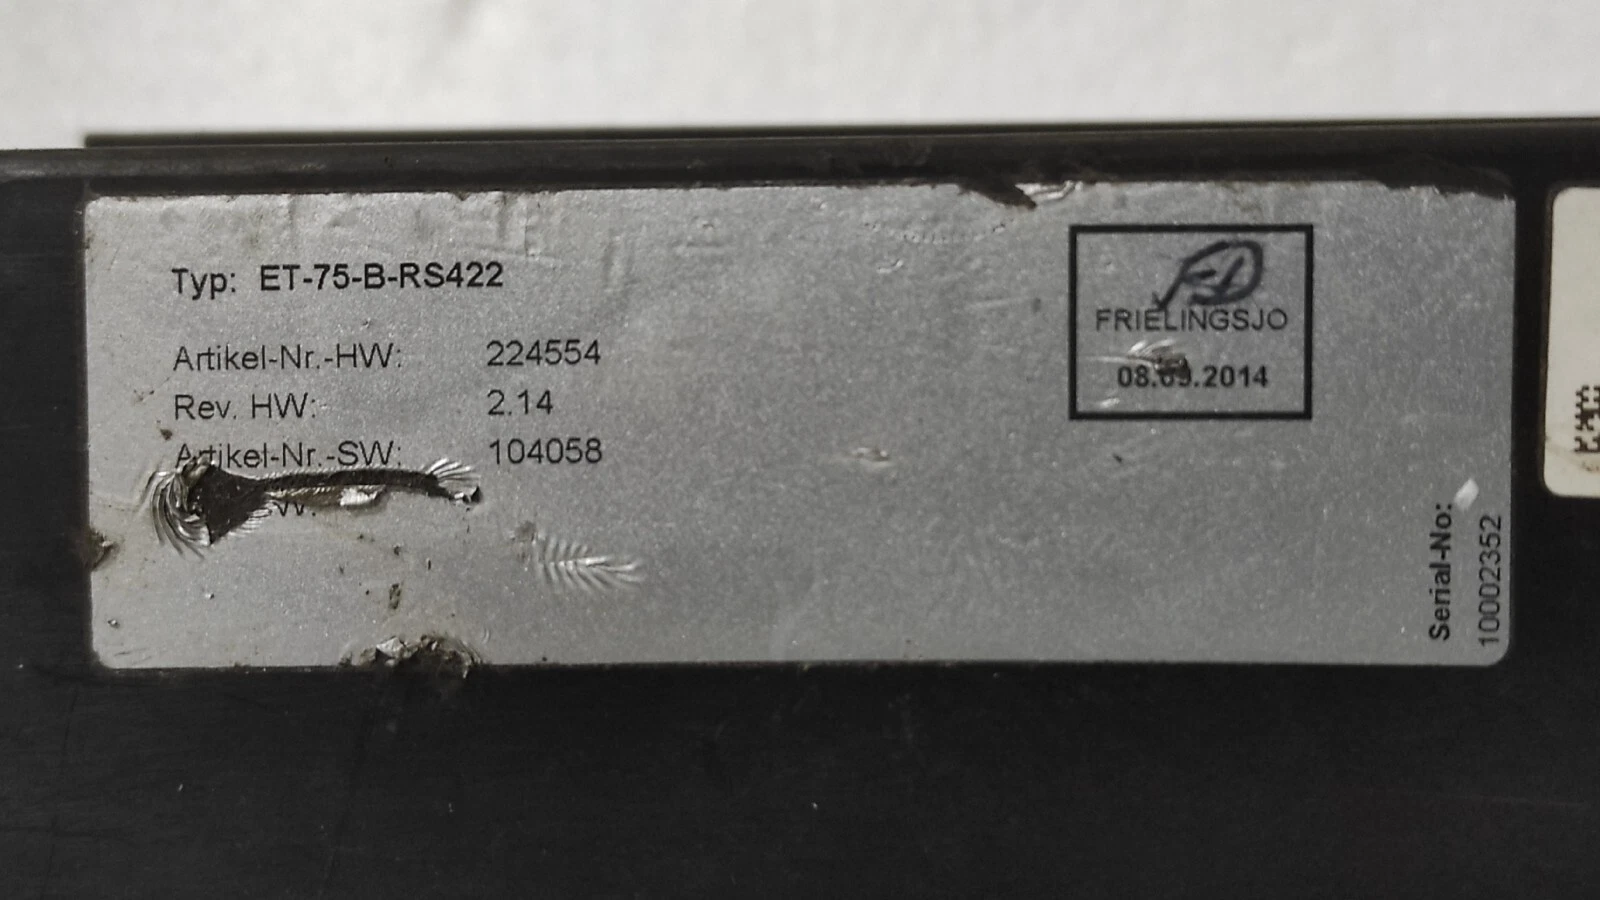 Typ: ET-75-B-RS422
Artikel-Nr.-HW: 224554
Rev. HW: 2.14
Artikel-Nr.-SW: 104058
FRIELINGSJO
Serial-No:
10002352